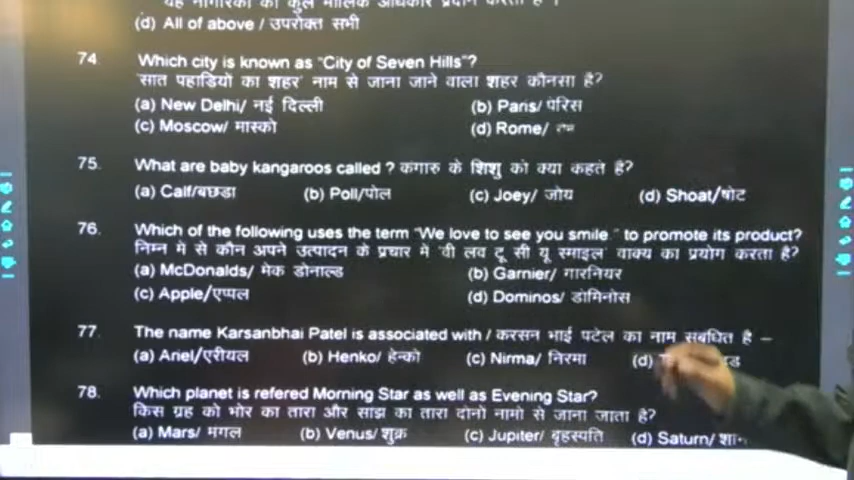 (d) All of above / उपरोक्त सभी
74. Which city is known as "City of Seven Hills"?
'सात पहाडियों का शहर' नाम से जाना जाने वाला शहर कौनसा है?
(a) New Delhi/ नई दिल्ली (b) Paris/ पेरिस
(c) Moscow/ मास्को (d) Rome/
75. What are baby kangaroos called ? कंगारु के शिशु को क्या कहते है?
(a) Calf/बछडा (b) Poll/पोल (c) Joey/ जोय (d) Shoat/षोट
76. Which of the following uses the term "We love to see you smile." to promote its product?
निम्न मे से कौन अपने उत्पादन के प्रचार में 'वी लव टू सी यू स्माइल' वाक्य का प्रयोग करता है?
(a) McDonalds/ मेक डोनाल्ड (b) Garnier/ गारनियर
(c) Apple/एप्पल (d) Dominos/ डोमिनोस
77. The name Karsanbhai Patel is associated with / करसन भाई पटेल का नाम संबंधित है –
(a) Ariel/एरीयल (b) Henko/ हेन्को (c) Nirma/ निरमा (d)
78. Which planet is refered Morning Star as well as Evening Star?
किस ग्रह को भोर का तारा और सांझ का तारा दोनो नामो से जाना जाता है?
(a) Mars/ मंगल (b) Venus/ शुक्र (c) Jupiter/ बृहस्पति (d) Saturn/